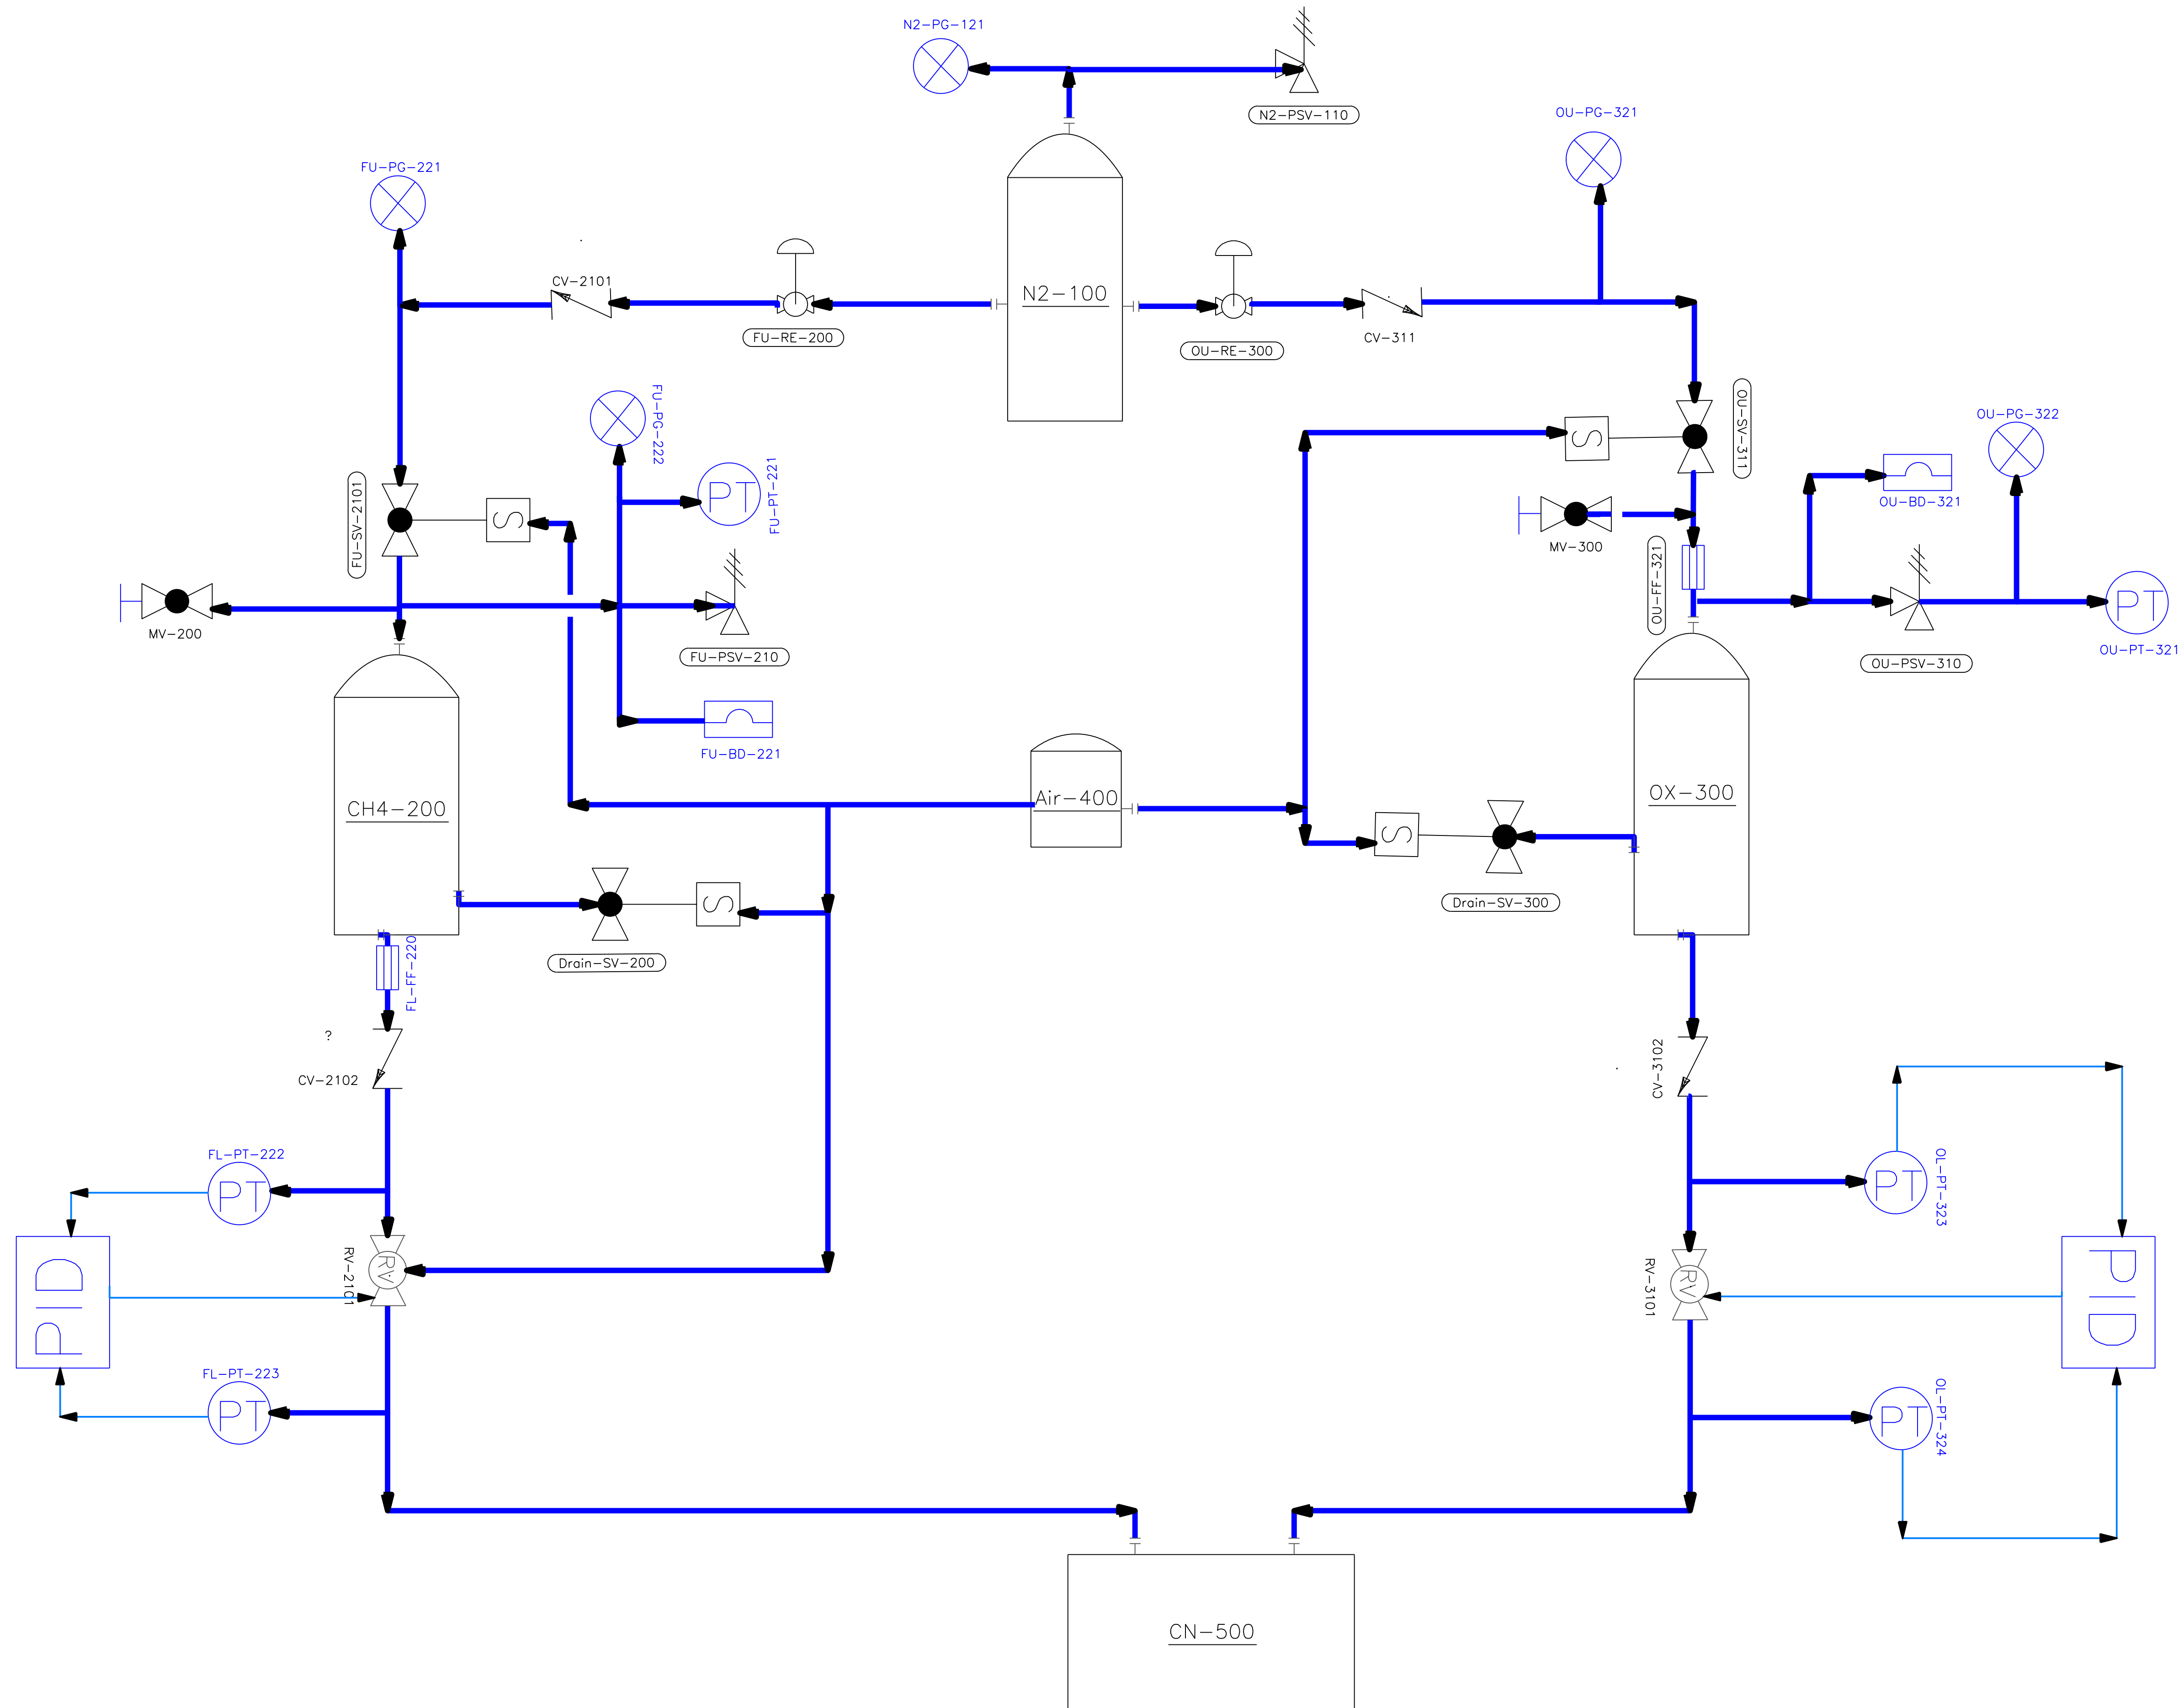 N2-PG-121
N2-PSV-110
OU-PG-321
FU-PG-221
CV-2101
FU-RE-200
N2-100
OU-RE-300
CV-311
FU-PG-222
FU-PT-221
PT
FU-SV-2101
S
MV-200
FU-PSV-210
FU-BD-221
S
OU-SV-311
MV-300
OU-FF-321
OU-PG-322
OU-BD-321
OU-PSV-310
PT
OU-PT-321
CH4-200
Air-400
OX-300
S
Drain-SV-300
S
Drain-SV-200
FL-FF-220
?
CV-2102
CV-3102
FL-PT-222
PT
PID
RV
RV-2101
FL-PT-223
PT
PT
OL-PT-323
RV
RV-3101
PID
PT
OL-PT-324
CN-500